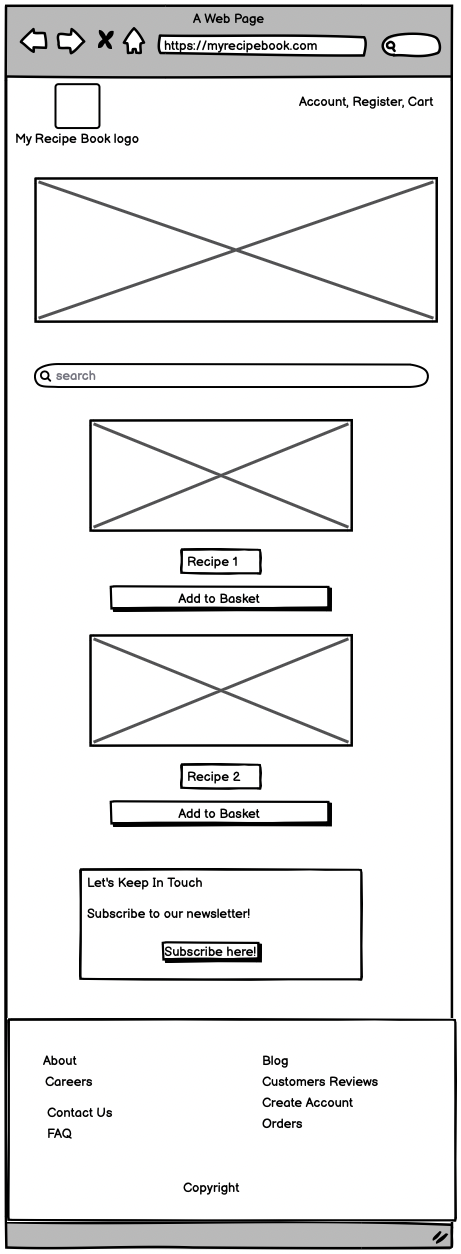 A Web Page
https://myrecipebook.com
Account, Register, Cart
My Recipe Book logo
search
Recipe 1
Add to Basket
Recipe 2
Add to Basket
Let's Keep In Touch
Subscribe to our newsletter!
Subscribe here!
About
Careers
Contact Us
FAQ
Blog
Customers Reviews
Create Account
Orders
Copyright